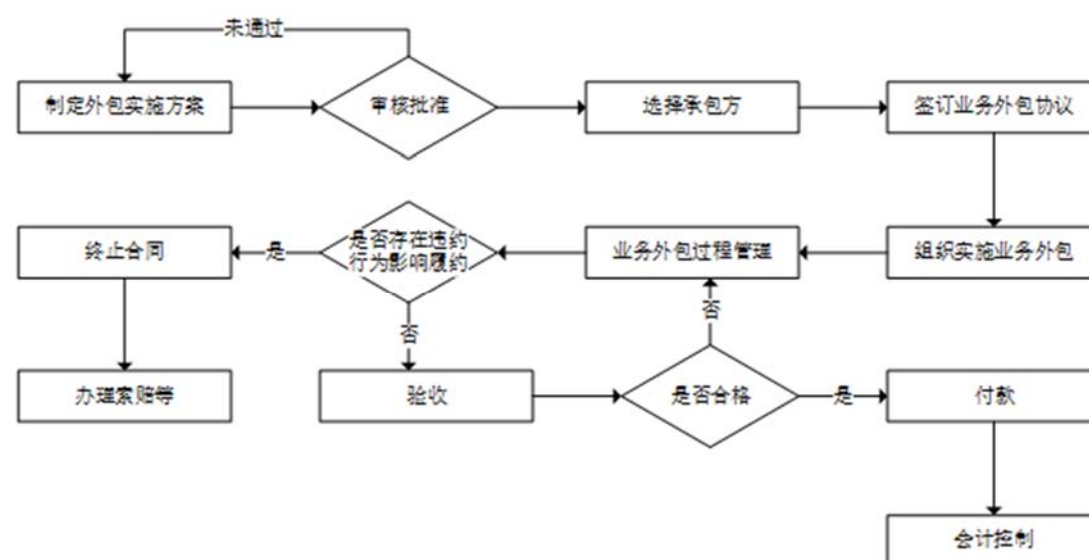 未通过
制定外包实施方案
审核批准
选择承包方
签订业务外包协议
终止合同
是
是否存在违约
行为影响履约
业务外包过程管理
组织实施业务外包
否
否
办理索赔等
验收
是否合格
是
付款
会计控制